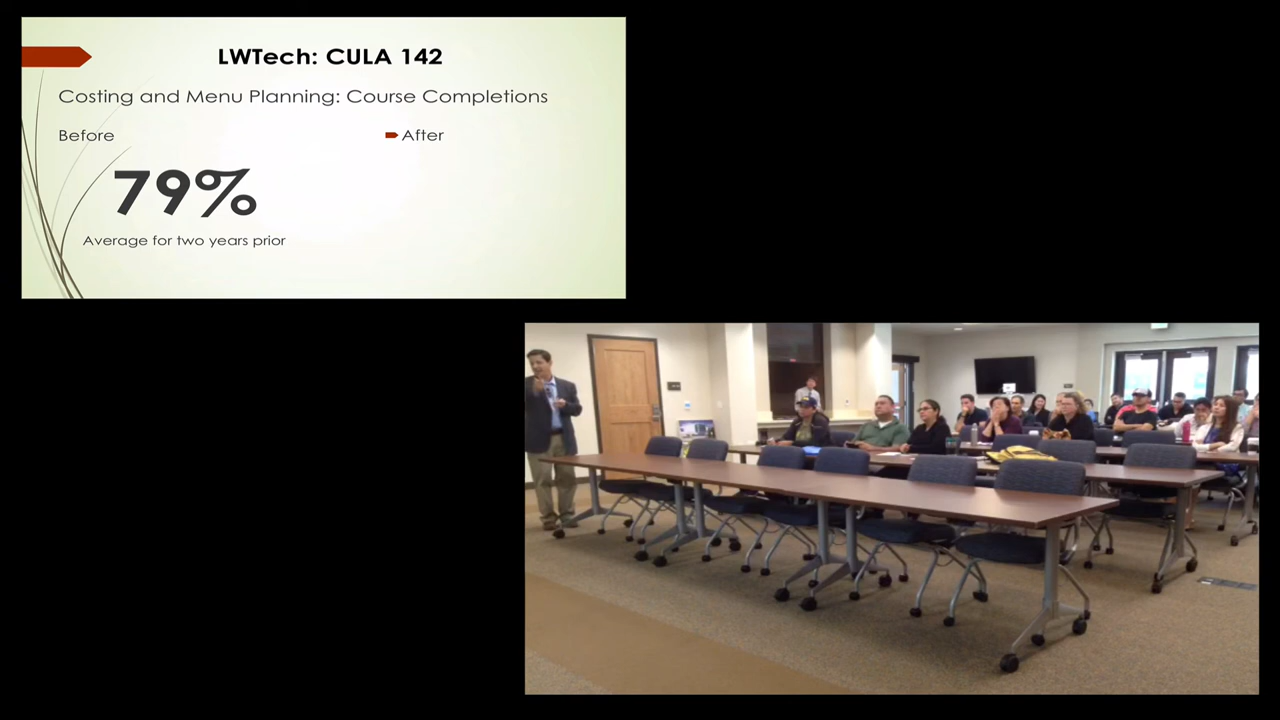 LWTech: CULA 142
Costing and Menu Planning: Course Completions
Before
After
79%
Average for two years prior